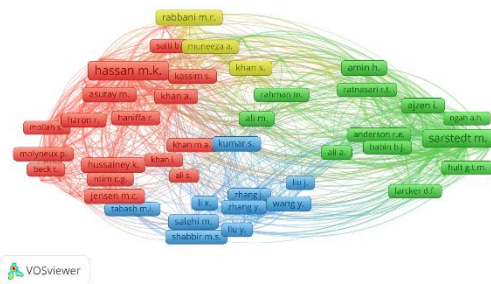 rabbani m.r.
saiti b.
muneeza a.
hassan m.k.
kassim s.
khan s.
amin h.
asutay m.
khan a.
rahman m.
ratnasari r.t.
ajzen i.
haron r.
haniffa r.
ali m.
ngah a.h.
mollah s.
anderson r.e.
sarstedt m.
khan m.a.
kumar s.
babin b.j.
molyneux p.
ali a.
hussainey k.
khan i.
beck t.
hult g.t.m.
ntim c.g.
ali s.
liu j.
larcker d.f.
jensen m.c.
zhang j.
li x.
wang y.
tabash m.i.
zhang y.
salehi m.
liu y.
shabbir m.s.
VOSviewer